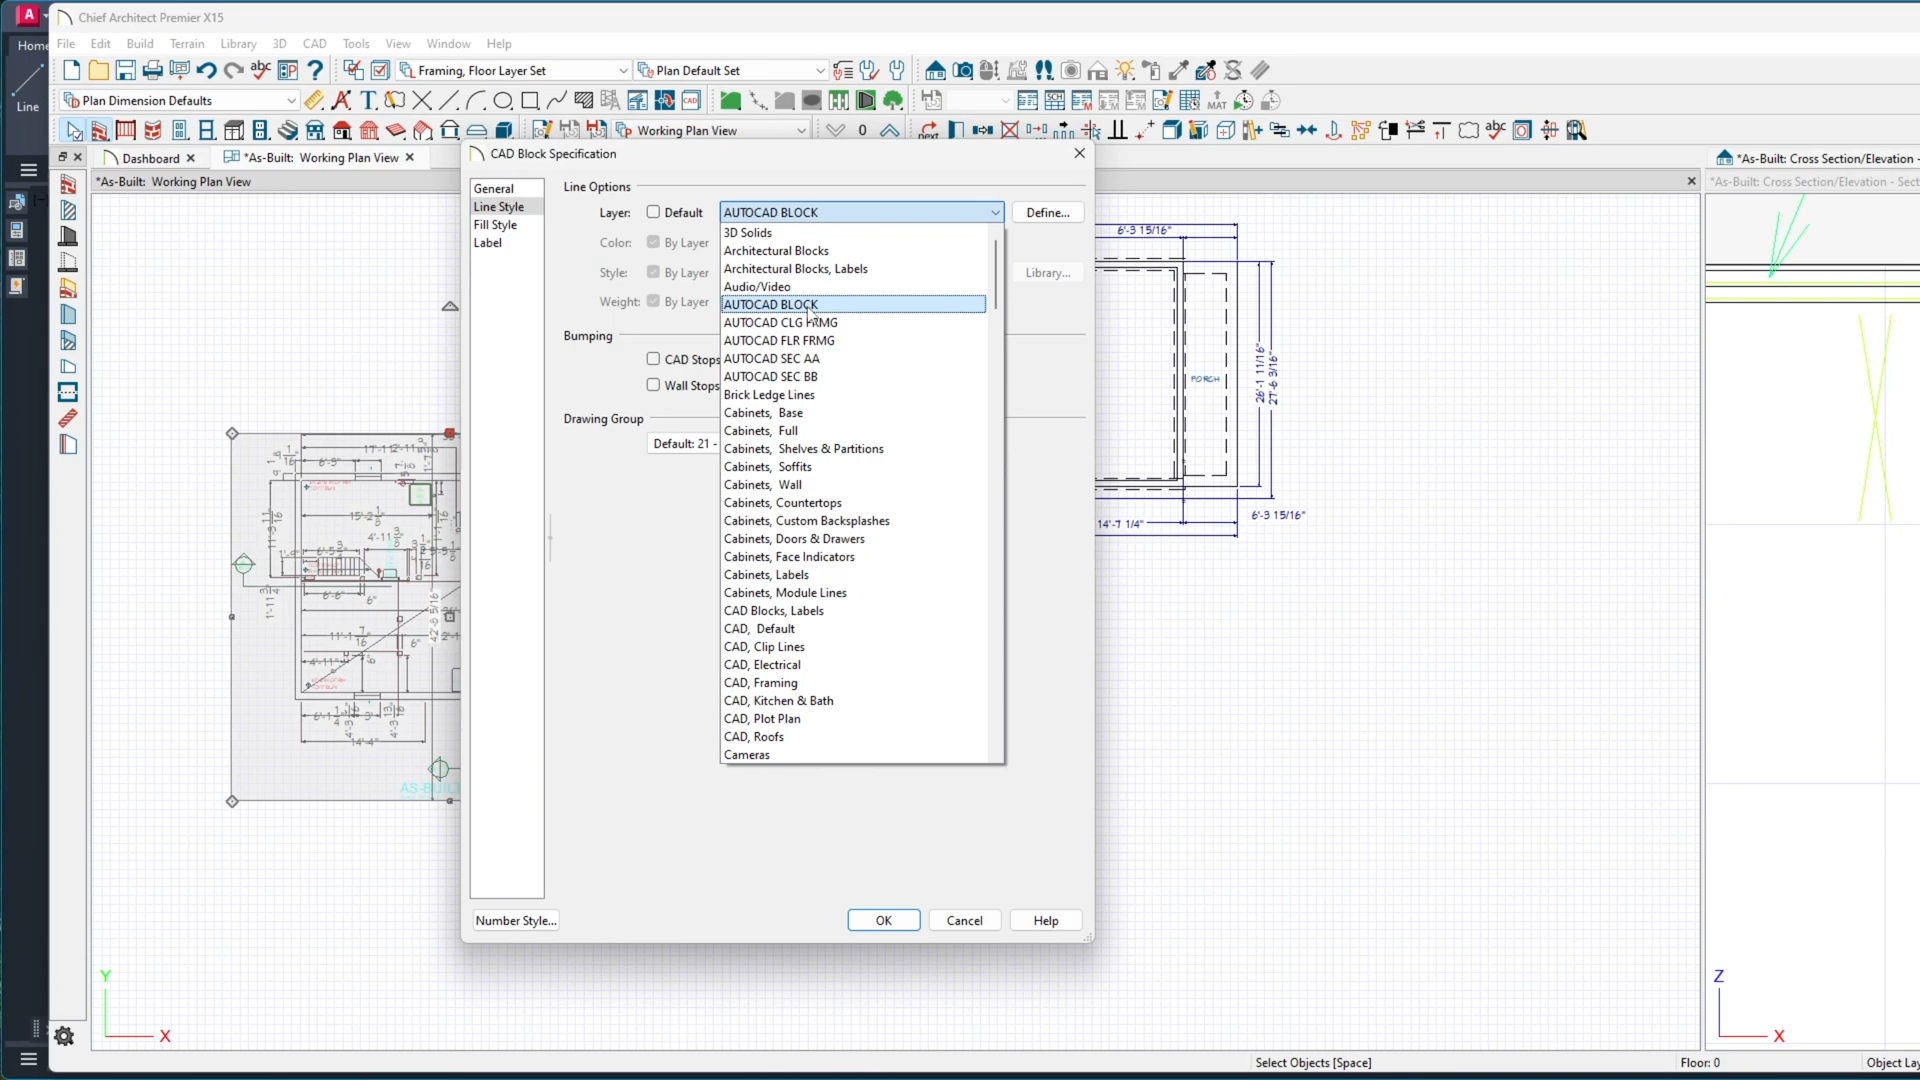 Chief Architect Premier X15
Home
File Edit Build Terrain Library 3D CAD Tools View Window Help
Framing, Floor Layer Set
Plan Default Set
Line
Plan Dimension Defaults
Working Plan View
0
Dashboard
*As-Built: Working Plan View
*As-Built: Cross Section/Elevation -
*As-Built: Working Plan View
*As-Built: Cross Section/Elevation - Sect
CAD Block Specification
General
Line Style
Fill Style
Label
Line Options
Layer: Default AUTOCAD BLOCK Define...
Color: By Layer
Style: By Layer Library...
Weight: By Layer
Bumping
CAD Stops
Wall Stops
Drawing Group
Default: 21 -
3D Solids
Architectural Blocks
Architectural Blocks, Labels
Audio/Video
AUTOCAD BLOCK
AUTOCAD CLG FRMG
AUTOCAD FLR FRMG
AUTOCAD SEC AA
AUTOCAD SEC BB
Brick Ledge Lines
Cabinets, Base
Cabinets, Full
Cabinets, Shelves & Partitions
Cabinets, Soffits
Cabinets, Wall
Cabinets, Countertops
Cabinets, Custom Backsplashes
Cabinets, Doors & Drawers
Cabinets, Face Indicators
Cabinets, Labels
Cabinets, Module Lines
CAD Blocks, Labels
CAD, Default
CAD, Clip Lines
CAD, Electrical
CAD, Framing
CAD, Kitchen & Bath
CAD, Plot Plan
CAD, Roofs
Cameras
Number Style...
OK
Cancel
Help
6'-3 15/16"
PORCH
26'-1 11/16"
27'-6 3/16"
14'-7 1/4"
6'-3 15/16"
42'-8 5/16"
14'-4"
6'-6"
AS-BUILT
Y
X
Z
X
Select Objects [Space]
Floor: 0
Object Lay